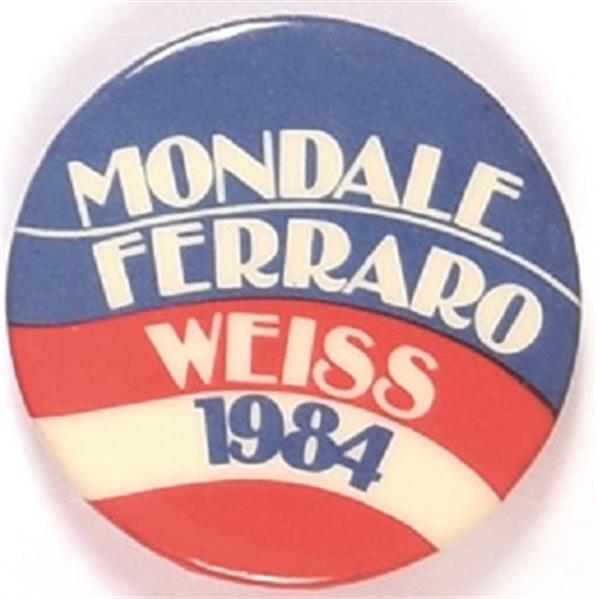 MONDALE
FERRARO
WEISS
1984